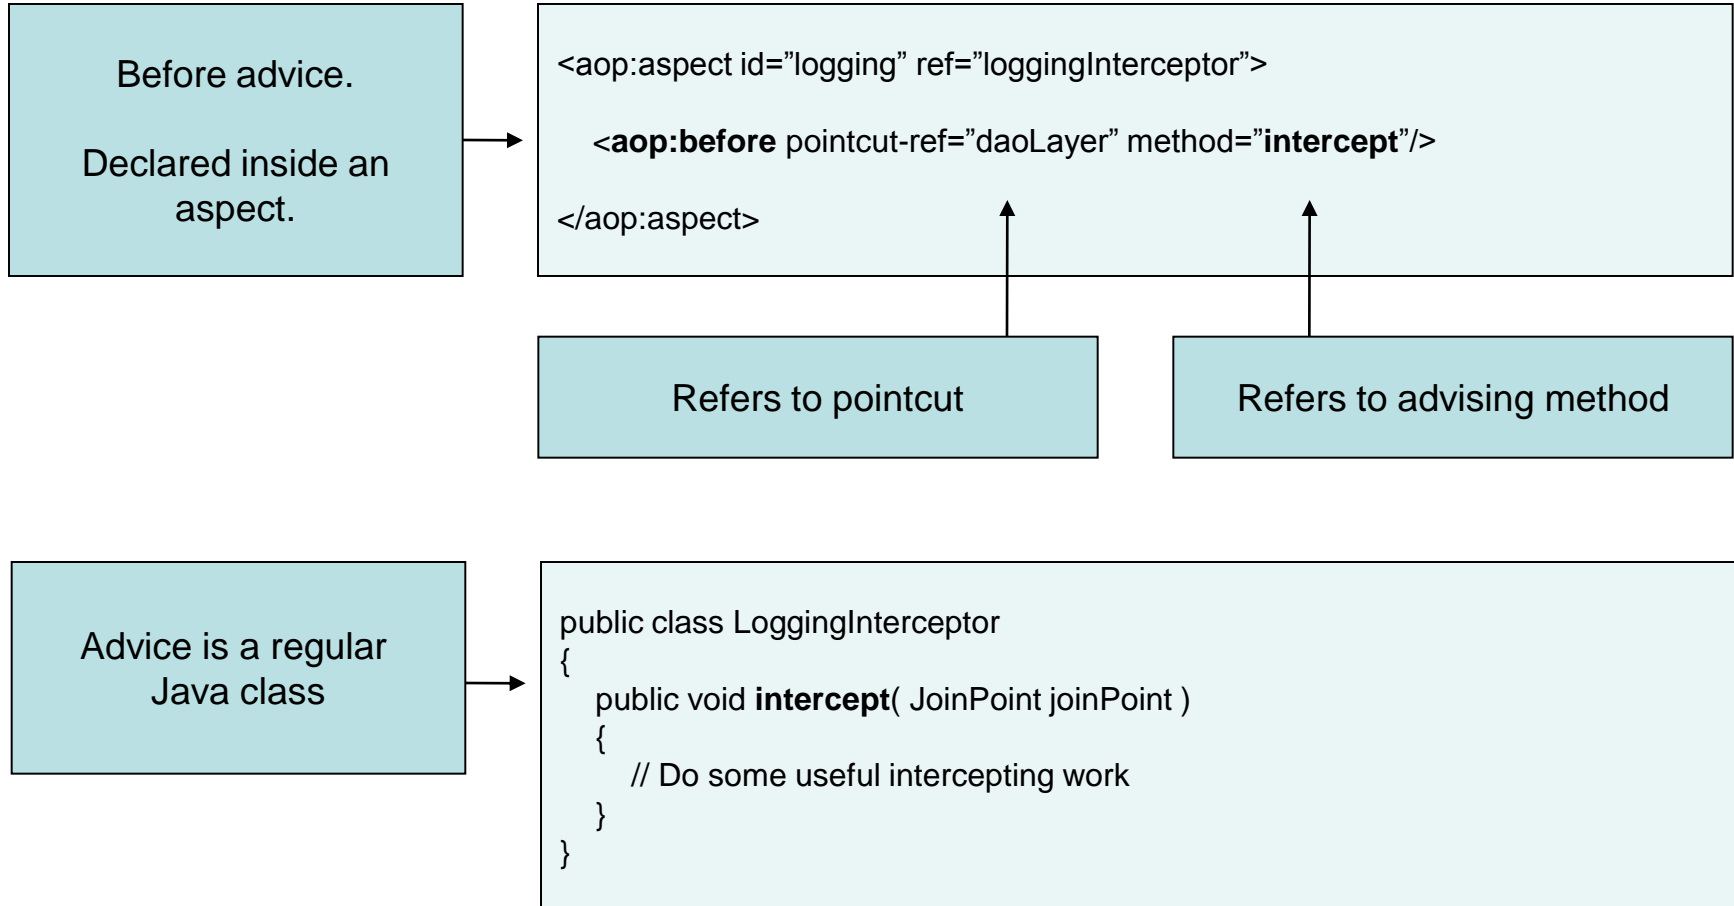 Before advice.
Declared inside an
aspect.
<aop:aspect id=”logging” ref=”loggingInterceptor”>
<aop:before pointcut-ref=”daoLayer” method=”intercept”/>
</aop:aspect>
Refers to pointcut
Refers to advising method
Advice is a regular
Java class
public class LoggingInterceptor
{
public void intercept( JoinPoint joinPoint )
{
// Do some useful intercepting work
}
}